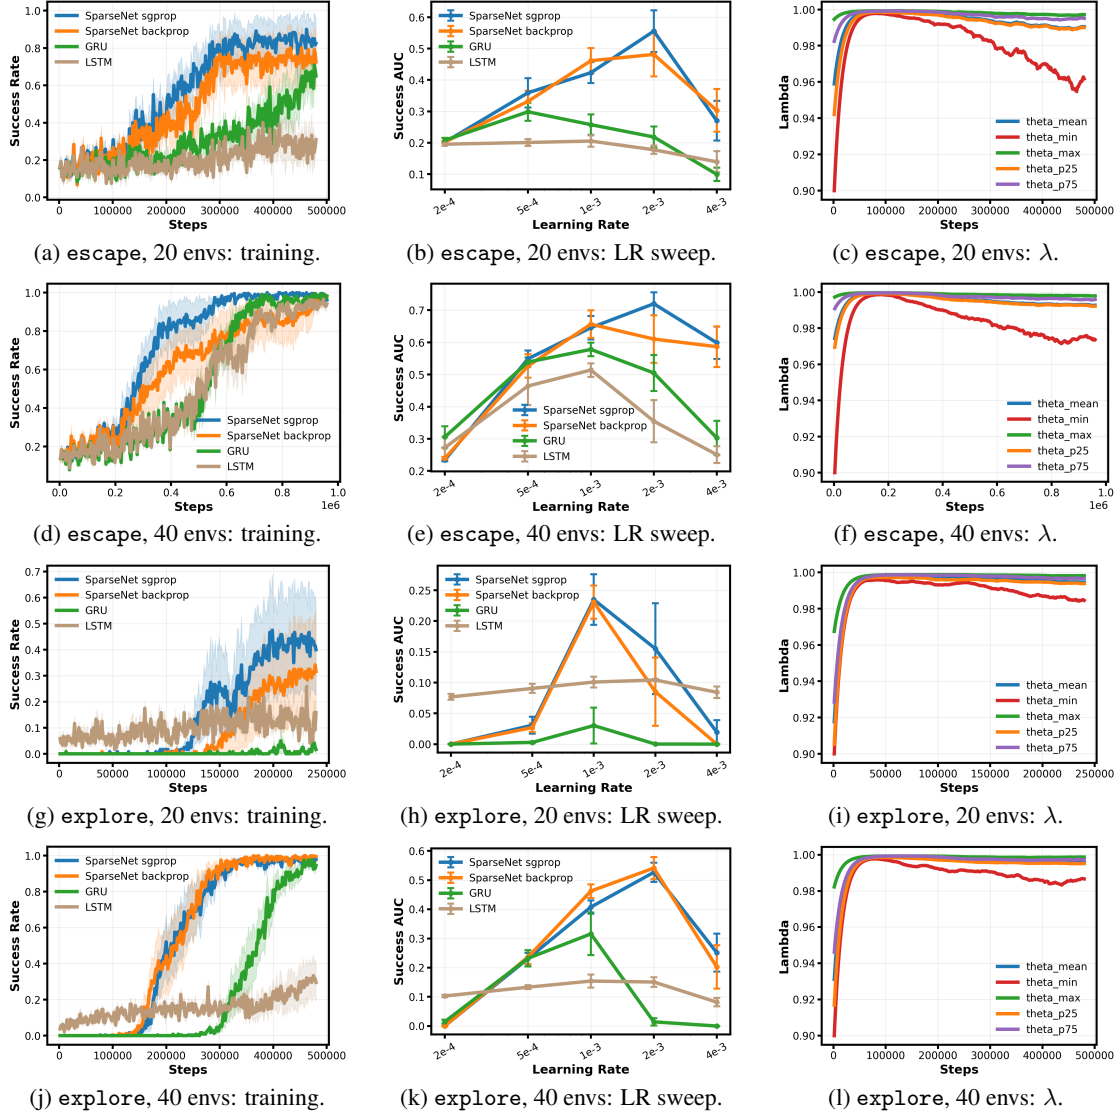 SparseNet sgprop
SparseNet backprop
GRU
LSTM
Success Rate
1.0
0.8
0.6
0.4
0.2
0.0
0 100000 200000 300000 400000 500000
Steps
(a) escape, 20 envs: training.
SparseNet sgprop
SparseNet backprop
GRU
LSTM
Success AUC
0.6
0.5
0.4
0.3
0.2
0.1
2e-4 5e-4 1e-3 2e-3 4e-3
Learning Rate
(b) escape, 20 envs: LR sweep.
Lambda
1.00
0.98
0.96
0.94
0.92
0.90
theta_mean
theta_min
theta_max
theta_p25
theta_p75
0 100000 200000 300000 400000 500000
Steps
(c) escape, 20 envs: λ.
Success Rate
1.0
0.8
0.6
0.4
0.2
SparseNet sgprop
SparseNet backprop
GRU
LSTM
0.0 0.2 0.4 0.6 0.8 1.0
1e6
Steps
(d) escape, 40 envs: training.
Success AUC
0.7
0.6
0.5
0.4
0.3
0.2
SparseNet sgprop
SparseNet backprop
GRU
LSTM
2e-4 5e-4 1e-3 2e-3 4e-3
Learning Rate
(e) escape, 40 envs: LR sweep.
Lambda
1.00
0.98
0.96
0.94
0.92
0.90
theta_mean
theta_min
theta_max
theta_p25
theta_p75
0.0 0.2 0.4 0.6 0.8 1.0
1e6
Steps
(f) escape, 40 envs: λ.
SparseNet sgprop
SparseNet backprop
GRU
LSTM
Success Rate
0.7
0.6
0.5
0.4
0.3
0.2
0.1
0.0
0 50000 100000 150000 200000 250000
Steps
(g) explore, 20 envs: training.
SparseNet sgprop
SparseNet backprop
GRU
LSTM
Success AUC
0.25
0.20
0.15
0.10
0.05
0.00
2e-4 5e-4 1e-3 2e-3 4e-3
Learning Rate
(h) explore, 20 envs: LR sweep.
Lambda
1.00
0.98
0.96
0.94
0.92
0.90
theta_mean
theta_min
theta_max
theta_p25
theta_p75
0 50000 100000 150000 200000 250000
Steps
(i) explore, 20 envs: λ.
SparseNet sgprop
SparseNet backprop
GRU
LSTM
Success Rate
1.0
0.8
0.6
0.4
0.2
0.0
0 100000 200000 300000 400000 500000
Steps
(j) explore, 40 envs: training.
SparseNet sgprop
SparseNet backprop
GRU
LSTM
Success AUC
0.6
0.5
0.4
0.3
0.2
0.1
0.0
2e-4 5e-4 1e-3 2e-3 4e-3
Learning Rate
(k) explore, 40 envs: LR sweep.
Lambda
1.00
0.98
0.96
0.94
0.92
0.90
theta_mean
theta_min
theta_max
theta_p25
theta_p75
0 100000 200000 300000 400000 500000
Steps
(l) explore, 40 envs: λ.